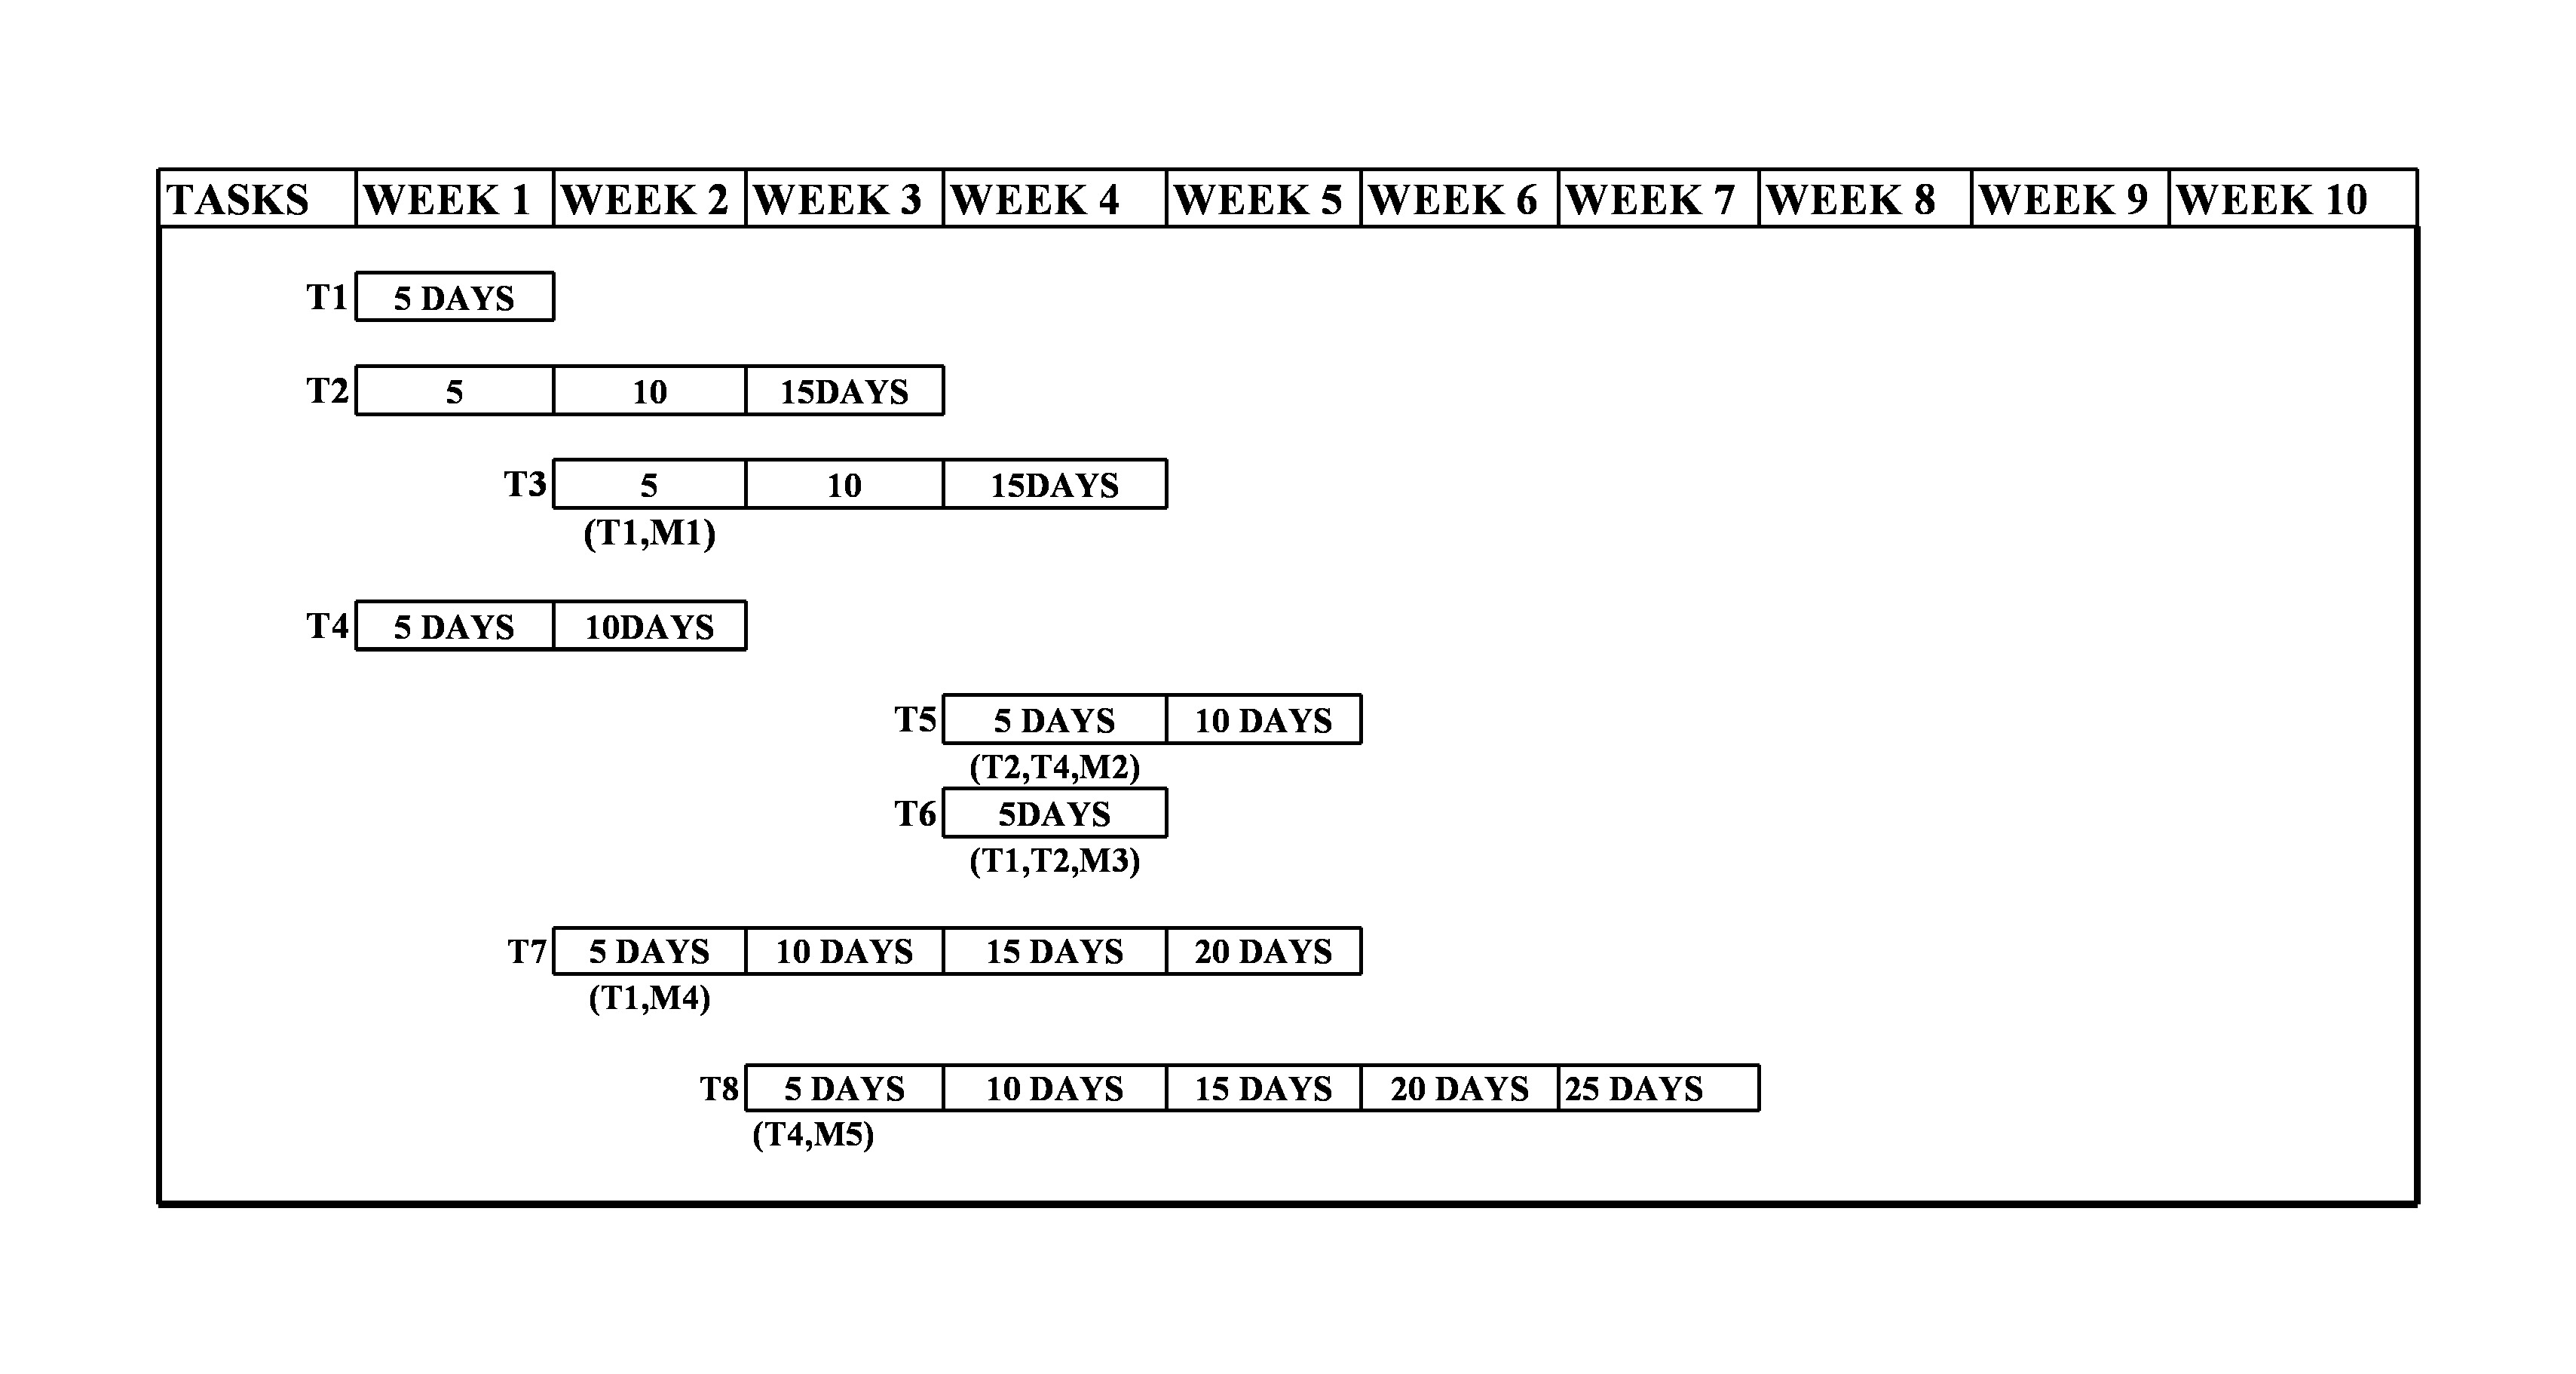 TASKS WEEK 1 WEEK 2 WEEK 3 WEEK 4 WEEK 5 WEEK 6 WEEK 7 WEEK 8 WEEK 9 WEEK 10
T1 5 DAYS
T2 5 10 15DAYS
T3 5 10 15DAYS
(T1,M1)
T4 5 DAYS 10DAYS
T5 5 DAYS 10 DAYS
(T2,T4,M2)
T6 5DAYS
(T1,T2,M3)
T7 5 DAYS 10 DAYS 15 DAYS 20 DAYS
(T1,M4)
T8 5 DAYS 10 DAYS 15 DAYS 20 DAYS 25 DAYS
(T4,M5)